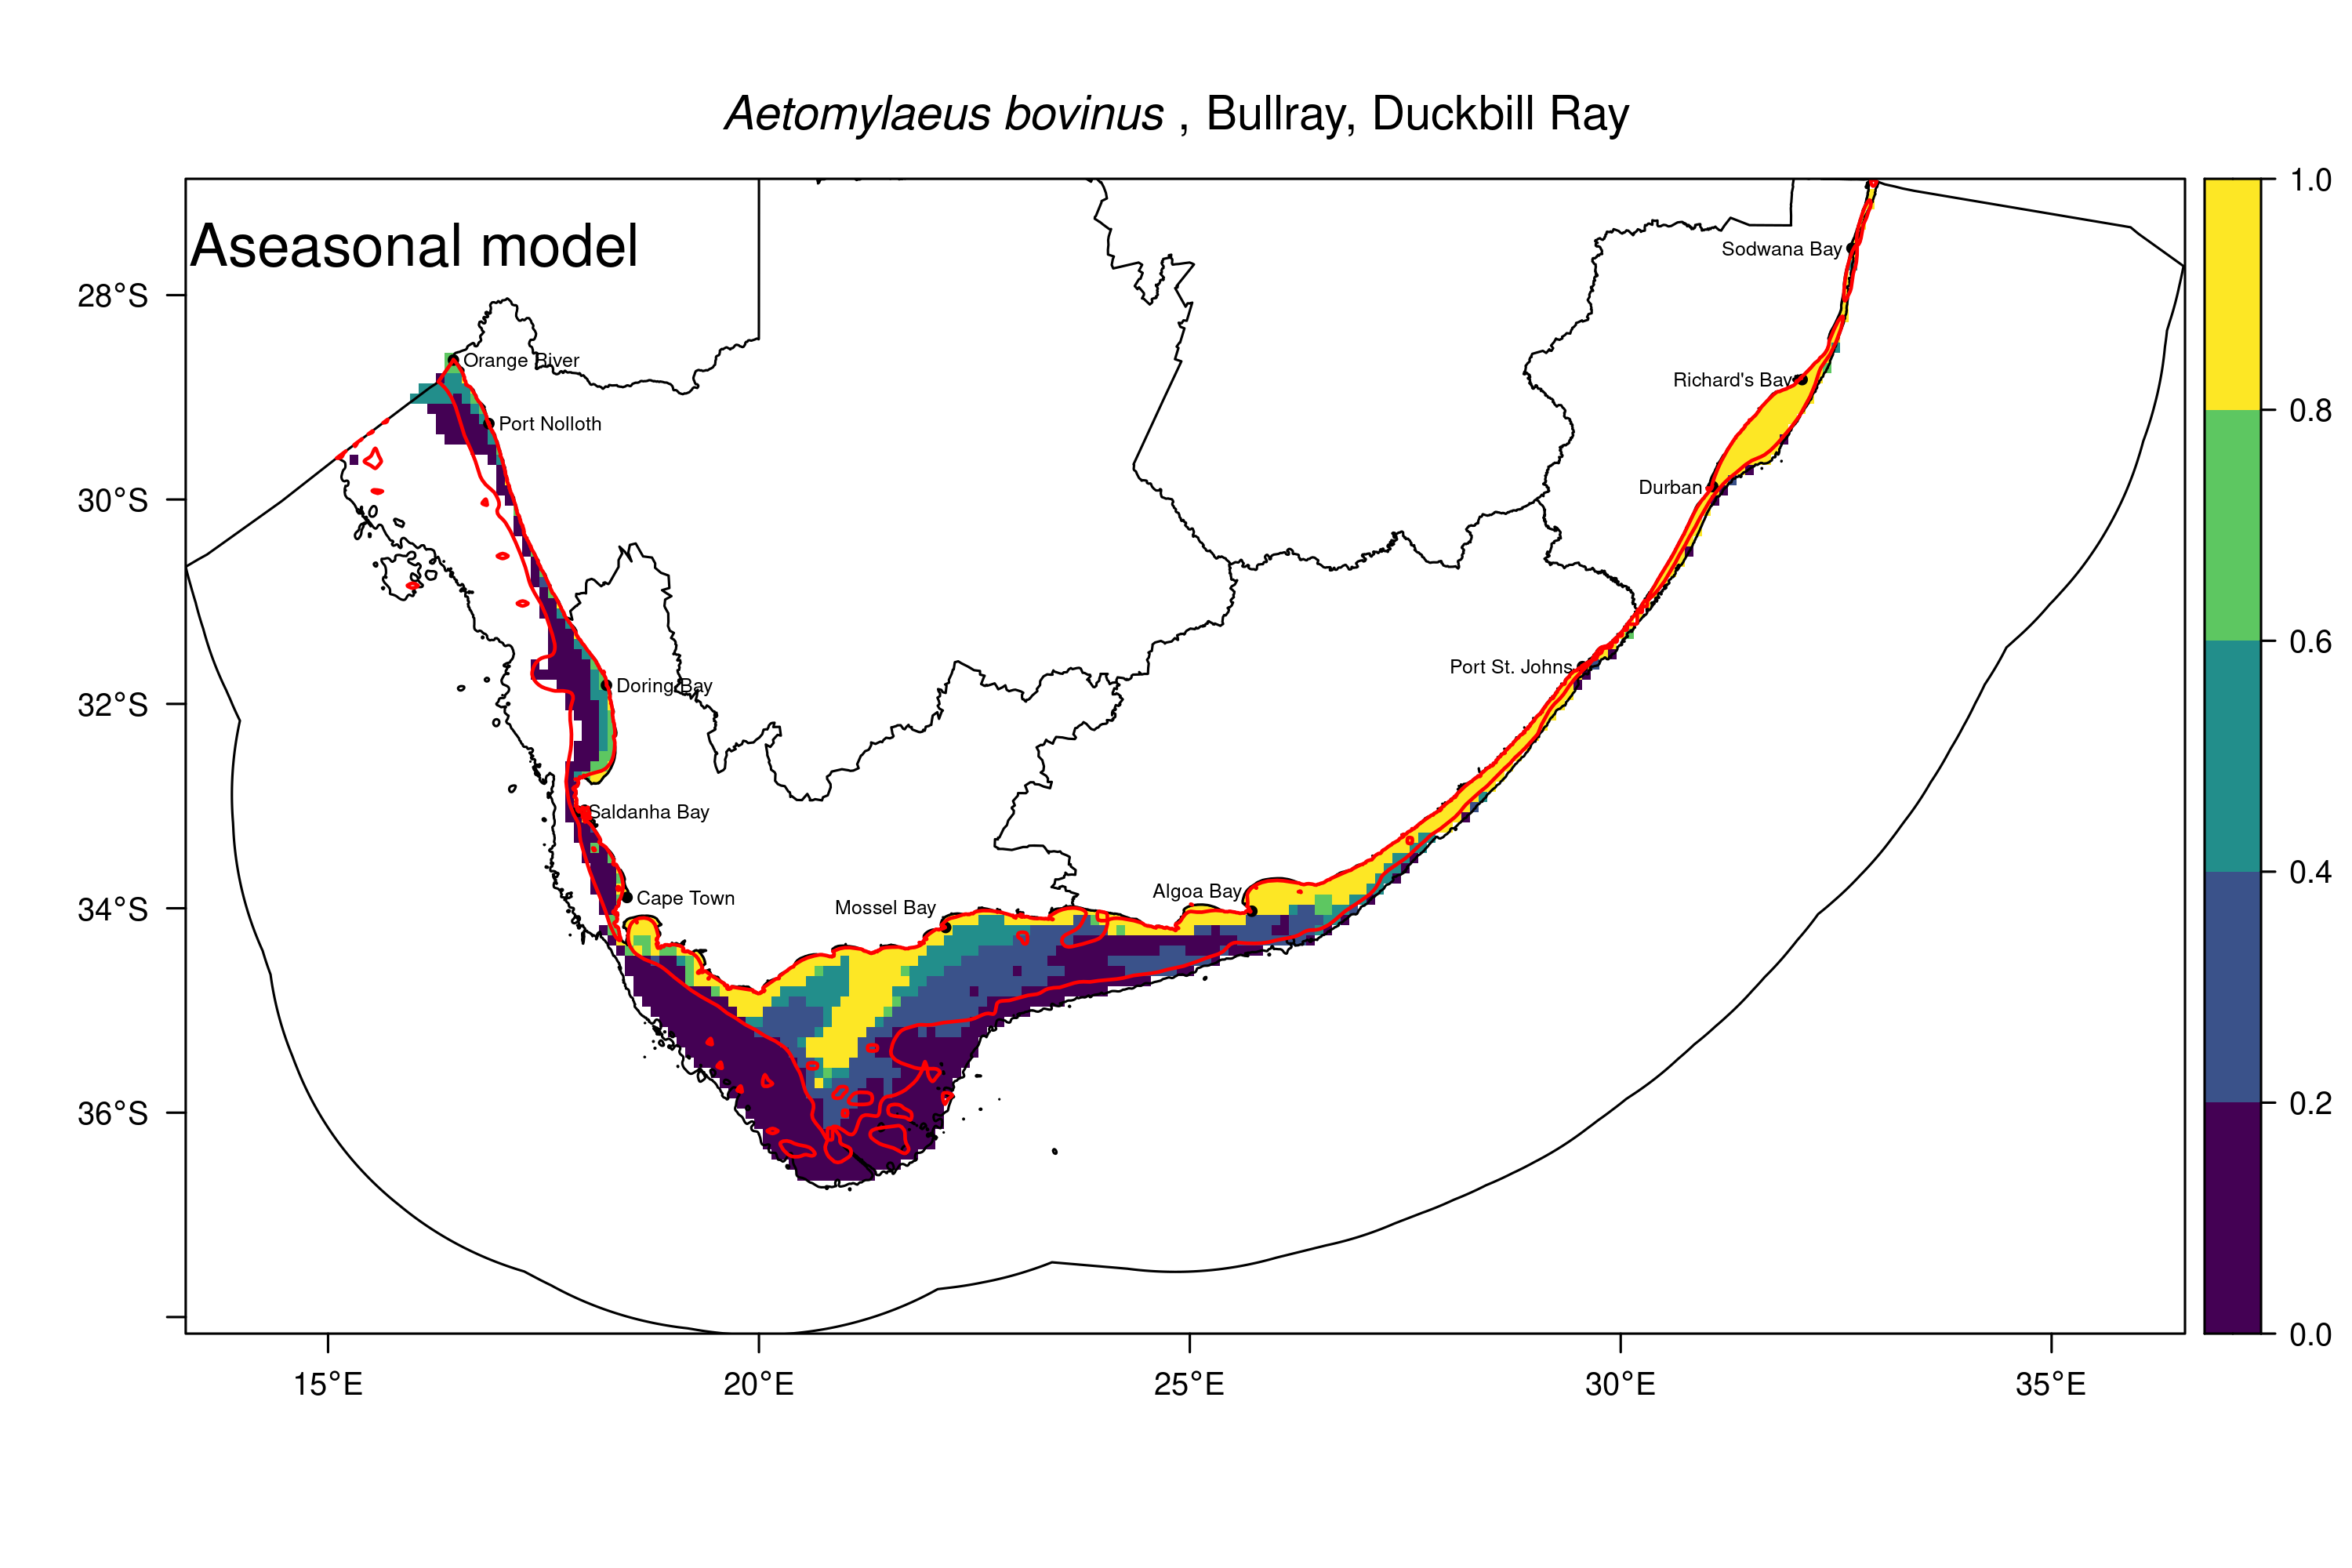 Aetomylaeus bovinus , Bullray, Duckbill Ray
Aseasonal model
28°S
30°S
32°S
34°S
36°S
15°E
20°E
25°E
30°E
35°E
Sodwana Bay
Orange River
Richard's Bay
Port Nolloth
Durban
Port St. Johns
Doring Bay
Saldanha Bay
Cape Town
Mossel Bay
Algoa Bay
1.0
0.8
0.6
0.4
0.2
0.0